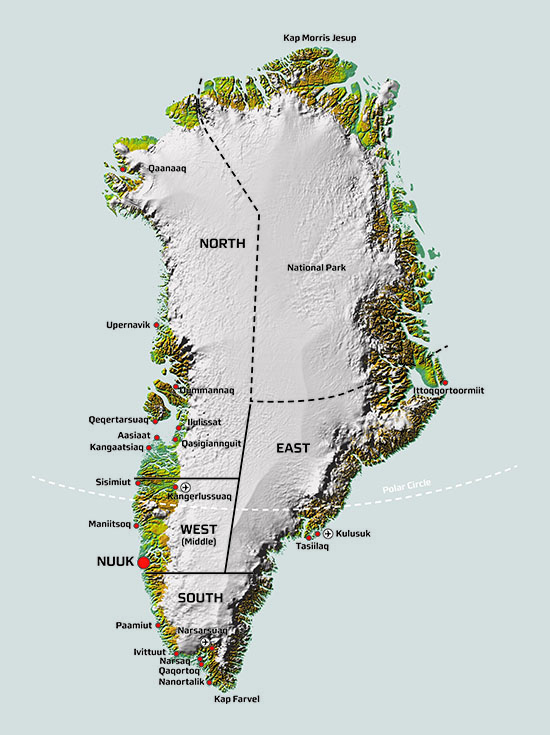 Kap Morris Jesup
Qaanaaq
NORTH
National Park
Upernavik
Uummannaq
Ittoqqortoormiit
Qeqertarsuaq
Ilulissat
Aasiaat
Qasigiannguit
Kangaatsiaq
EAST
Sisimiut
Kangerlussuaq
Polar Circle
Maniitsoq
WEST
(Middle)
Kulusuk
Tasiilaq
NUUK
SOUTH
Paamiut
Narsarsuaq
Ivittuut
Narsaq
Qaqortoq
Nanortalik
Kap Farvel